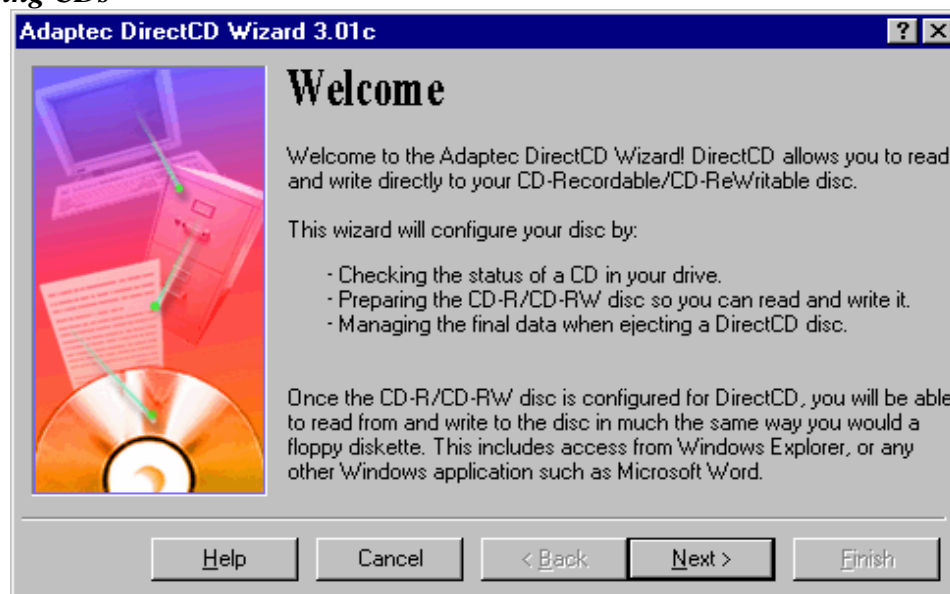 ing CDs
Adaptec DirectCD Wizard 3.01c
Welcome
Welcome to the Adaptec DirectCD Wizard! DirectCD allows you to read
and write directly to your CD-Recordable/CD-ReWritable disc.
This wizard will configure your disc by:
- Checking the status of a CD in your drive.
- Preparing the CD-R/CD-RW disc so you can read and write it.
- Managing the final data when ejecting a DirectCD disc.
Once the CD-R/CD-RW disc is configured for DirectCD, you will be able
to read from and write to the disc in much the same way you would a
floppy diskette. This includes access from Windows Explorer, or any
other Windows application such as Microsoft Word.
Help Cancel < Back Next > Finish